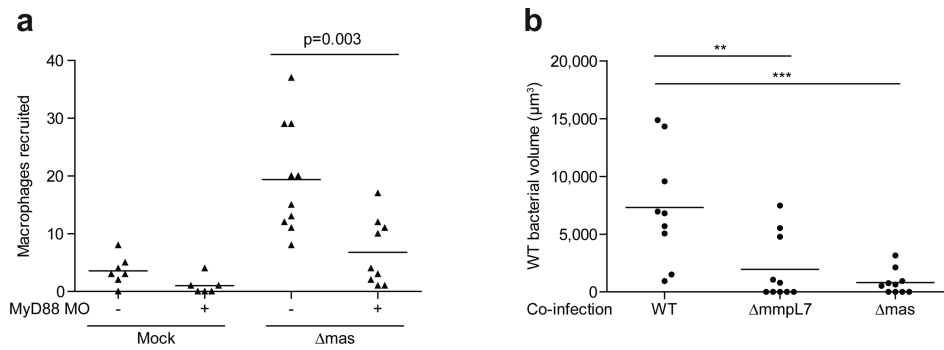 a
p=0.003
Macrophages recruited
40
30
20
10
0
MyD88 MO - + - +
Mock Δmas
b
**
***
WT bacterial volume (μm³)
20,000
15,000
10,000
5,000
0
Co-infection WT ΔmmpL7 Δmas